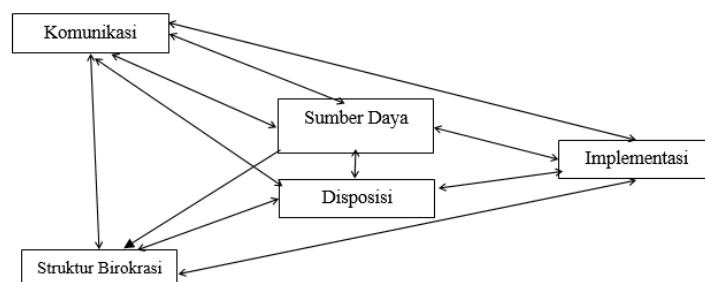 Komunikasi
Sumber Daya
Implementasi
Disposisi
Struktur Birokrasi